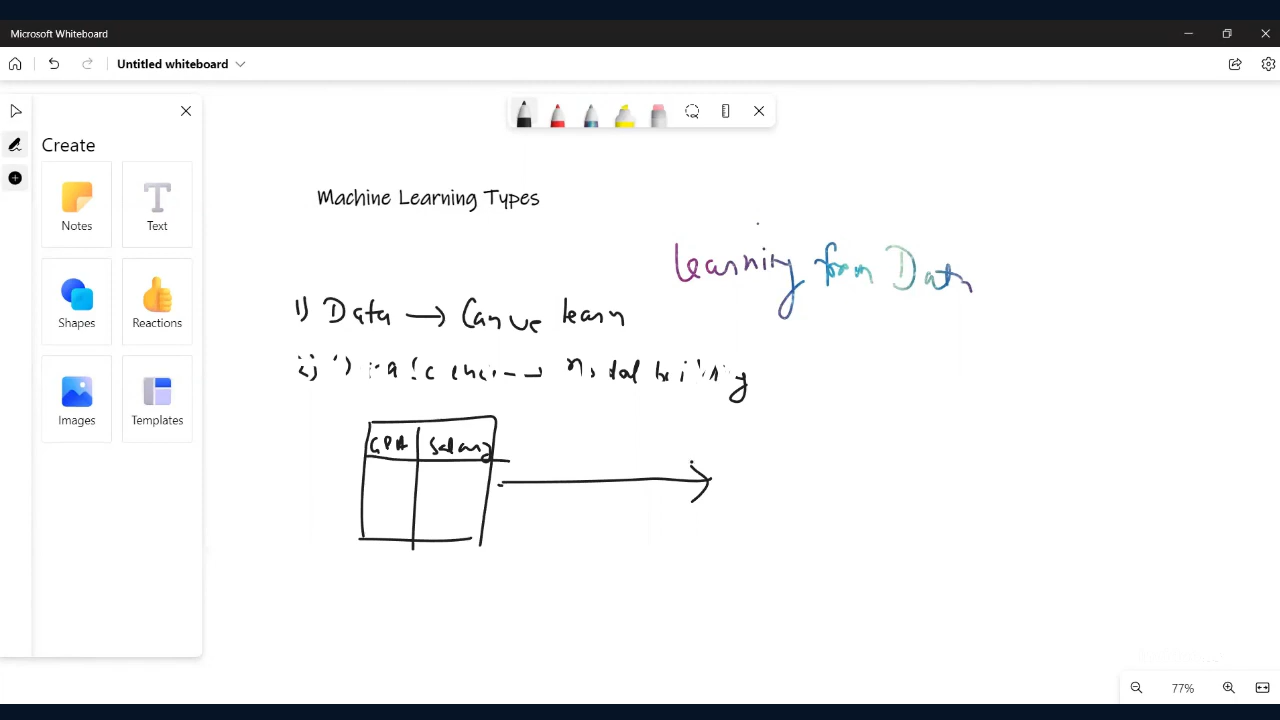 Microsoft Whiteboard
Untitled whiteboard
Create
Notes
Text
Shapes
Reactions
Images
Templates
Machine Learning Types
Learning from Data
1) Data → Can we learn
GPA Salary
77%